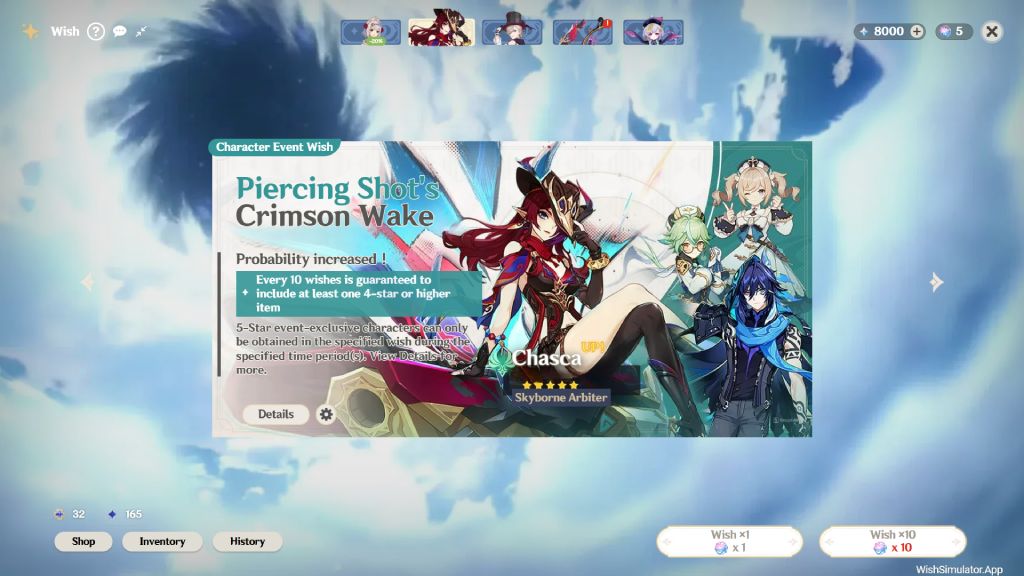 Wish ?
-20%
!
8000 +
5
Character Event Wish
Piercing Shot's
Crimson Wake
Probability increased !
Every 10 wishes is guaranteed to
include at least one 4-star or higher
item
5-Star event-exclusive characters can only
be obtained in the specified wish during the
specified time period(s). View Details for
more.
UP!
Chasca
Skyborne Arbiter
Details
32 165
Shop Inventory History
Wish ×1
x 1
Wish ×10
x 10
WishSimulator.App